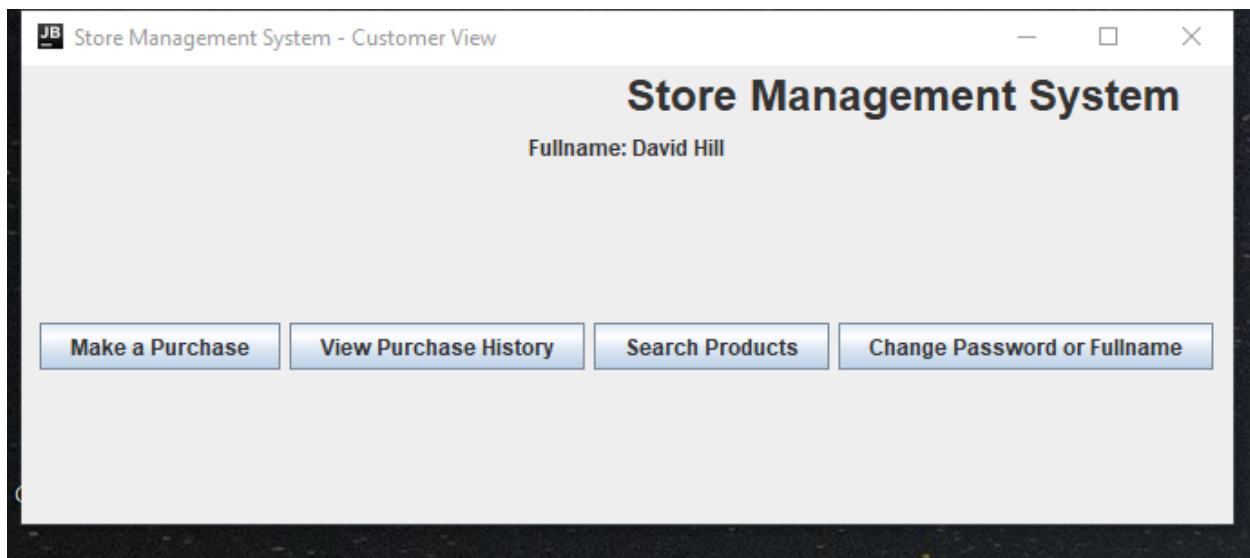 JB Store Management System - Customer View
Store Management System
Fullname: David Hill
Make a Purchase View Purchase History Search Products Change Password or Fullname